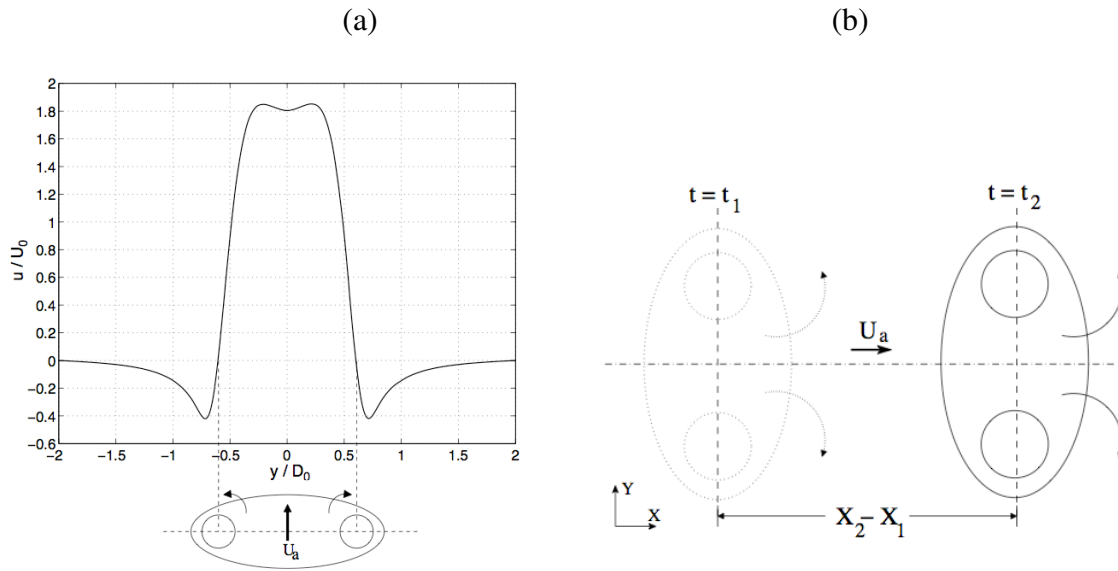 (a)
(b)
2
1.8
1.6
1.4
1.2
1
0.8
0.6
0.4
0.2
0
−0.2
−0.4
−0.6
u / U₀
−2 −1.5 −1 −0.5 0 0.5 1 1.5 2
y / D₀
Uₐ
t = t₁
t = t₂
Uₐ
Y
X
X₂− X₁